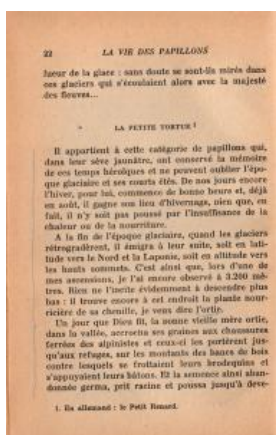 22 LA VIE DES PAPILLONS
lueur de la glace : sans doute se sont-ils mirés dans
ces glaciers qui s'écoulaient alors avec la majesté
des fleuves...
LA PETITE TORTUE 1
Il appartient à cette catégorie de papillons qui,
dans leur sève jaunâtre, ont conservé la mémoire
de ces temps héroïques et ne peuvent oublier l'épo-
que glaciaire et ses courts étés. De nos jours encore
l'hiver, pour lui, commence de bonne heure et, déjà
en août, il gagne son lieu d'hivernage, bien que, en
fait, il n'y soit pas poussé par l'insuffisance de la
chaleur ou de la nourriture.
A la fin de l'époque glaciaire, quand les glaciers
rétrogradèrent, il émigra à leur suite, soit en lati-
tude vers le Nord et la Laponie, soit en altitude vers
les hauts sommets. C'est ainsi que, lors d'une de
mes ascensions, je l'ai encore observé à 3.200 mè-
tres. Rien ne l'incite évidemment à descendre plus
bas : il trouve encore à cet endroit la plante nour-
ricière de sa chenille, je veux dire l'ortie.
Un jour que Dieu fit, la bonne vieille mère ortie,
dans la vallée, accrocha ses graines aux chaussures
ferrées des alpinistes et ceux-ci les portèrent jus-
qu'aux refuges, sur les montants des bancs de bois
contre lesquels se frottaient leurs brodequins et
s'appuyaient leurs bâtons. Et la semence ainsi aban-
donnée germa, prit racine et poussa jusqu'à deve-
1. En allemand : le Petit Renard.